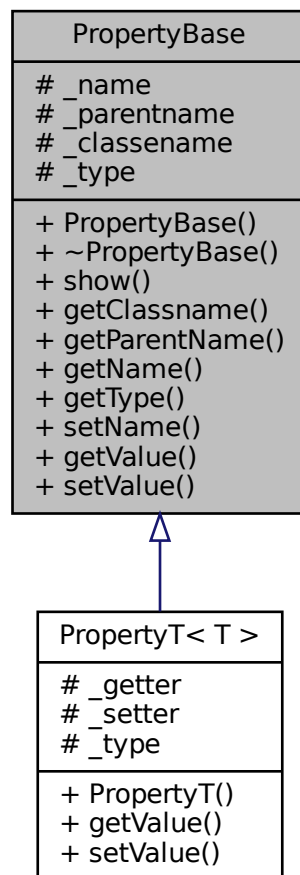 PropertyBase
# _name
# _parentname
# _classename
# _type
+ PropertyBase()
+ ~PropertyBase()
+ show()
+ getClassname()
+ getParentName()
+ getName()
+ getType()
+ setName()
+ getValue()
+ setValue()
PropertyT< T >
# _getter
# _setter
# _type
+ PropertyT()
+ getValue()
+ setValue()